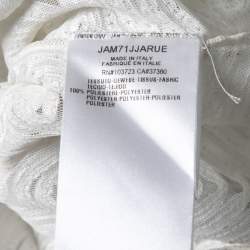 JAM71JJARUE
MADE IN ITALY
FABRIQUÉ EN ITALIE
RN#103723 CA#37360
TESSUTO-GEWEBE-TISSUE-FABRIC
TECIDO-TEJIDO
100% POLIESTERE-POLYESTER
POLYESTER-POLYESTER
POLIESTER-POLIESTER